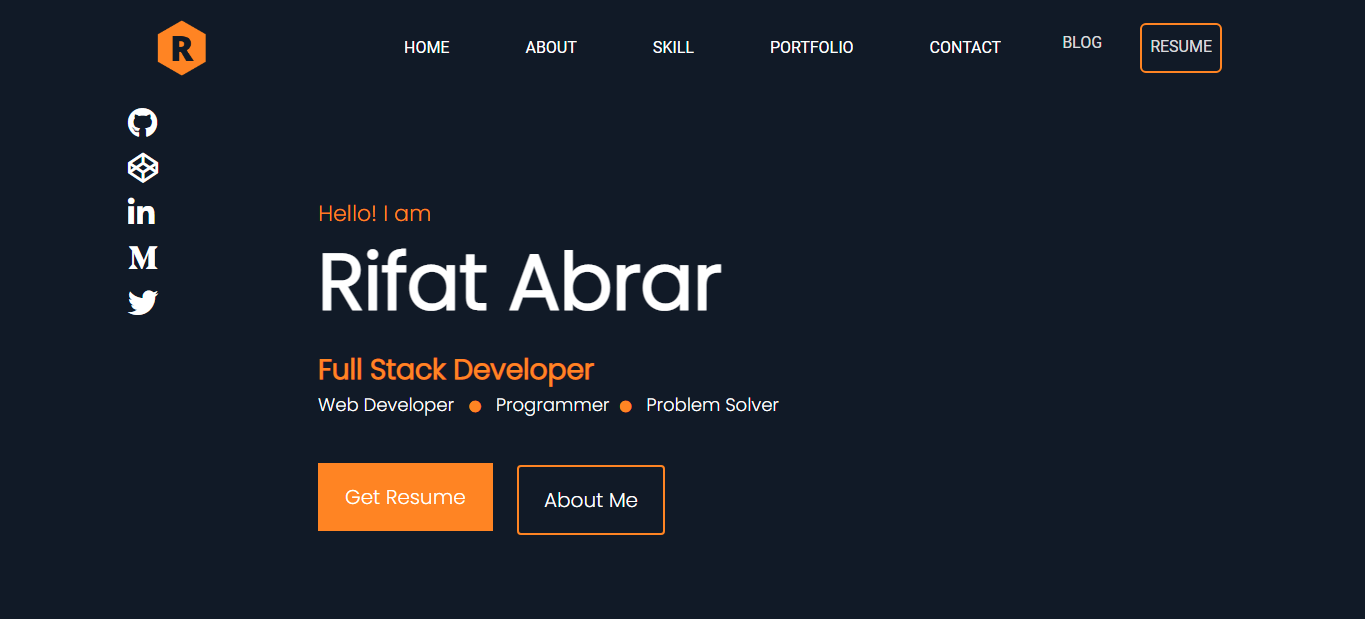 R
HOME ABOUT SKILL PORTFOLIO CONTACT BLOG RESUME
in
M
Hello! I am
Rifat Abrar
Full Stack Developer
Web Developer ● Programmer ● Problem Solver
Get Resume About Me